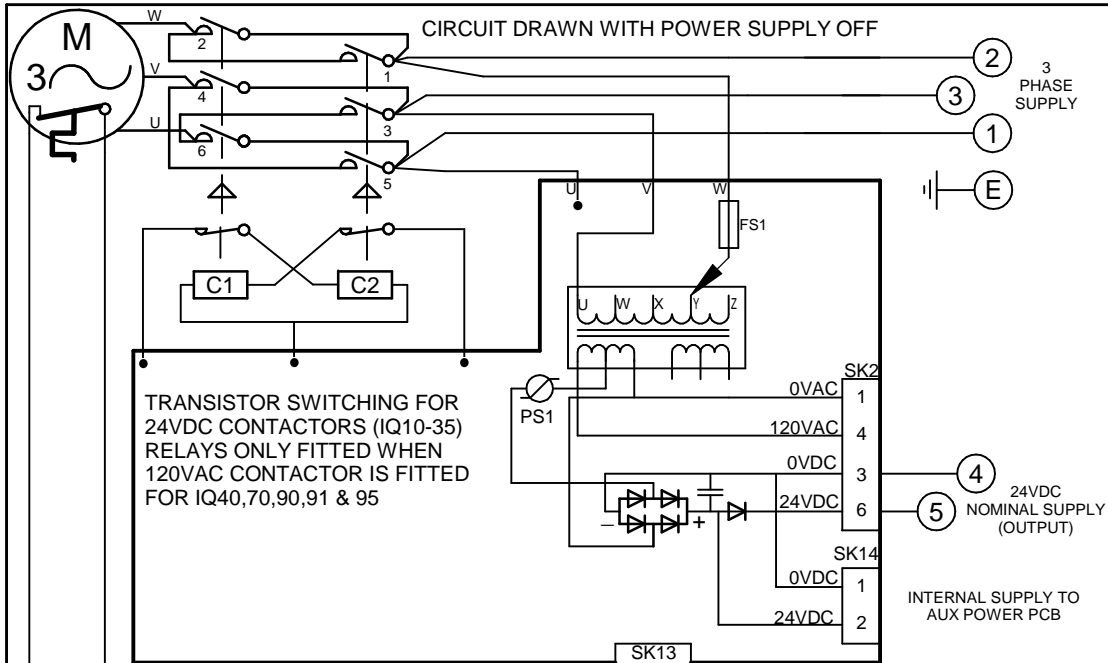 CIRCUIT DRAWN WITH POWER SUPPLY OFF
W
M
3
V
U
2
4
6
1
3
5
2
3
1
E
3
PHASE
SUPPLY
U
V
W
FS1
C1
C2
U
W
X
Y
Z
PS1
TRANSISTOR SWITCHING FOR
24VDC CONTACTORS (IQ10-35)
RELAYS ONLY FITTED WHEN
120VAC CONTACTOR IS FITTED
FOR IQ40,70,90,91 & 95
SK2
0VAC
1
120VAC
4
0VDC
3
24VDC
6
4
5
24VDC
NOMINAL SUPPLY
(OUTPUT)
– +
SK14
0VDC
1
24VDC
2
INTERNAL SUPPLY TO
AUX POWER PCB
SK13